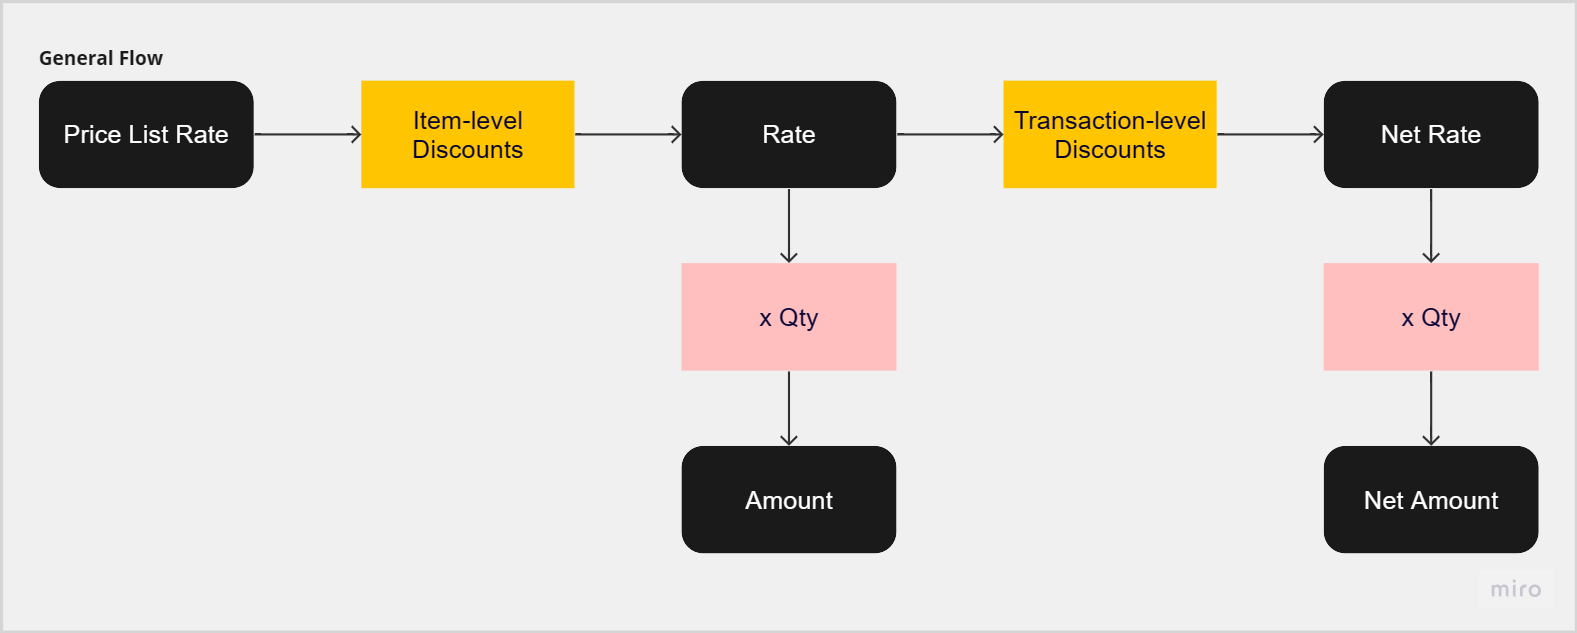 General Flow
Price List Rate
Item-level
Discounts
Rate
Transaction-level
Discounts
Net Rate
x Qty
x Qty
Amount
Net Amount
miro